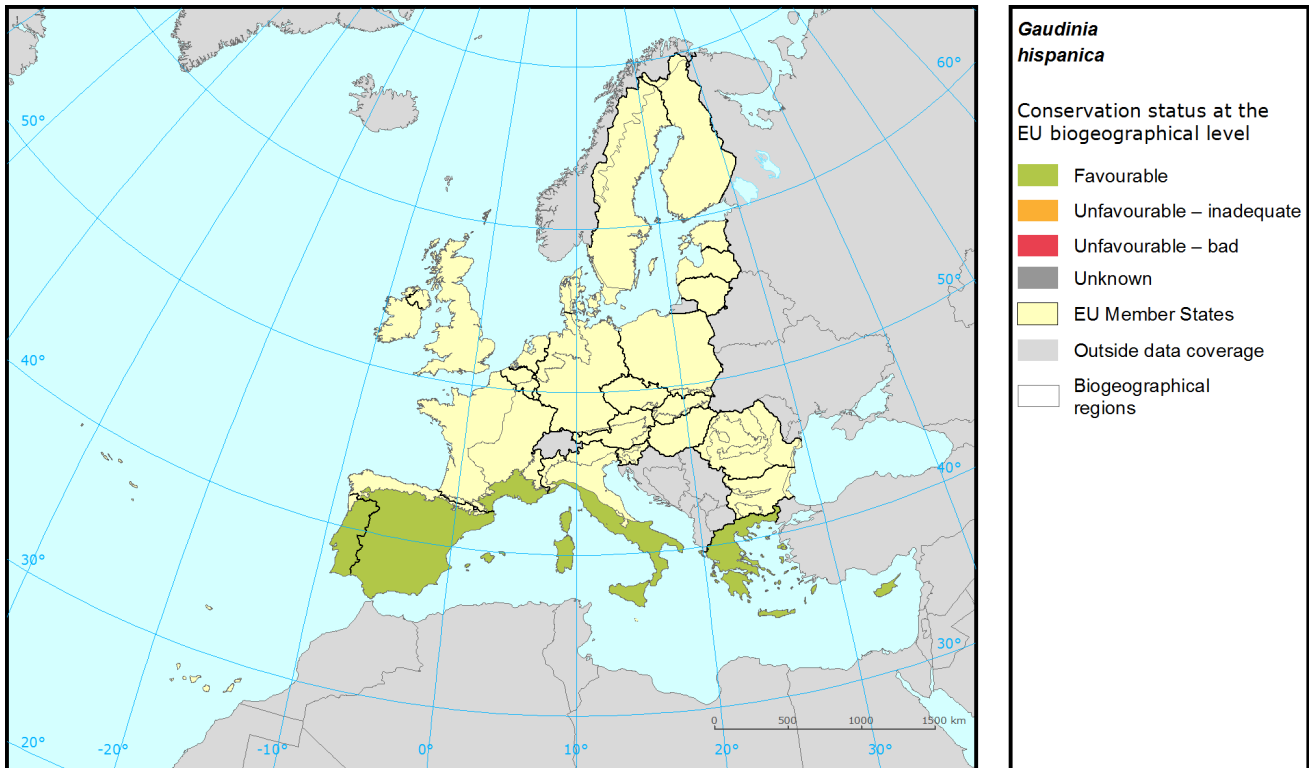 Gaudinia
hispanica
Conservation status at the
EU biogeographical level
Favourable
Unfavourable – inadequate
Unfavourable – bad
Unknown
EU Member States
Outside data coverage
Biogeographical
regions
60°
50°
50°
40°
40°
30°
30°
0 500 1000 1500 km
20° -20° -10° 0° 10° 20° 30°